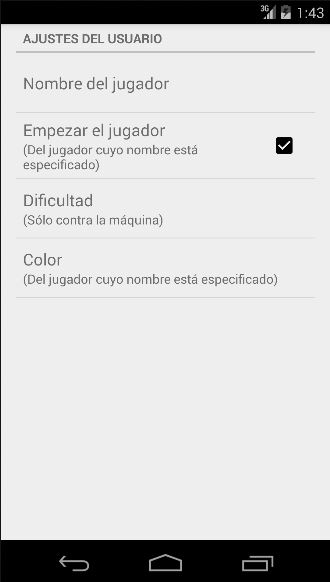 3G 1:43
AJUSTES DEL USUARIO
Nombre del jugador
Empezar el jugador
(Del jugador cuyo nombre está
especificado)
Dificultad
(Sólo contra la máquina)
Color
(Del jugador cuyo nombre está especificado)